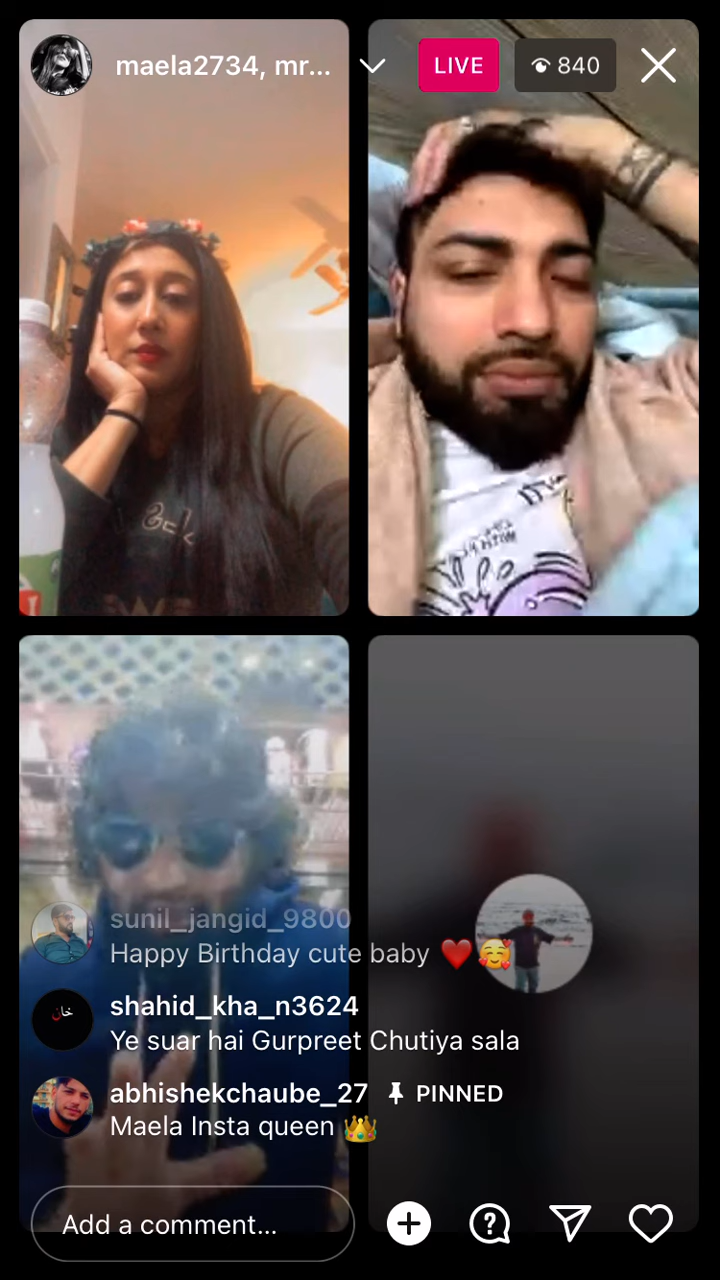 maela2734, mr...
LIVE
840
sunil_jangid_9800
Happy Birthday cute baby ❤️🥰
shahid_kha_n3624
خان
Ye suar hai Gurpreet Chutiya sala
abhishekchaube_27 PINNED
Maela Insta queen 👑
Add a comment...